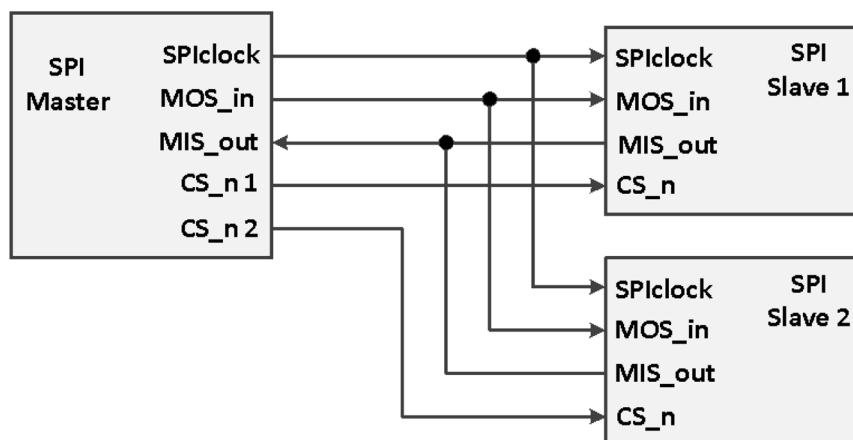 SPI
Master
SPIclock
MOS_in
MIS_out
CS_n 1
CS_n 2
SPI
Slave 1
SPIclock
MOS_in
MIS_out
CS_n
SPI
Slave 2
SPIclock
MOS_in
MIS_out
CS_n